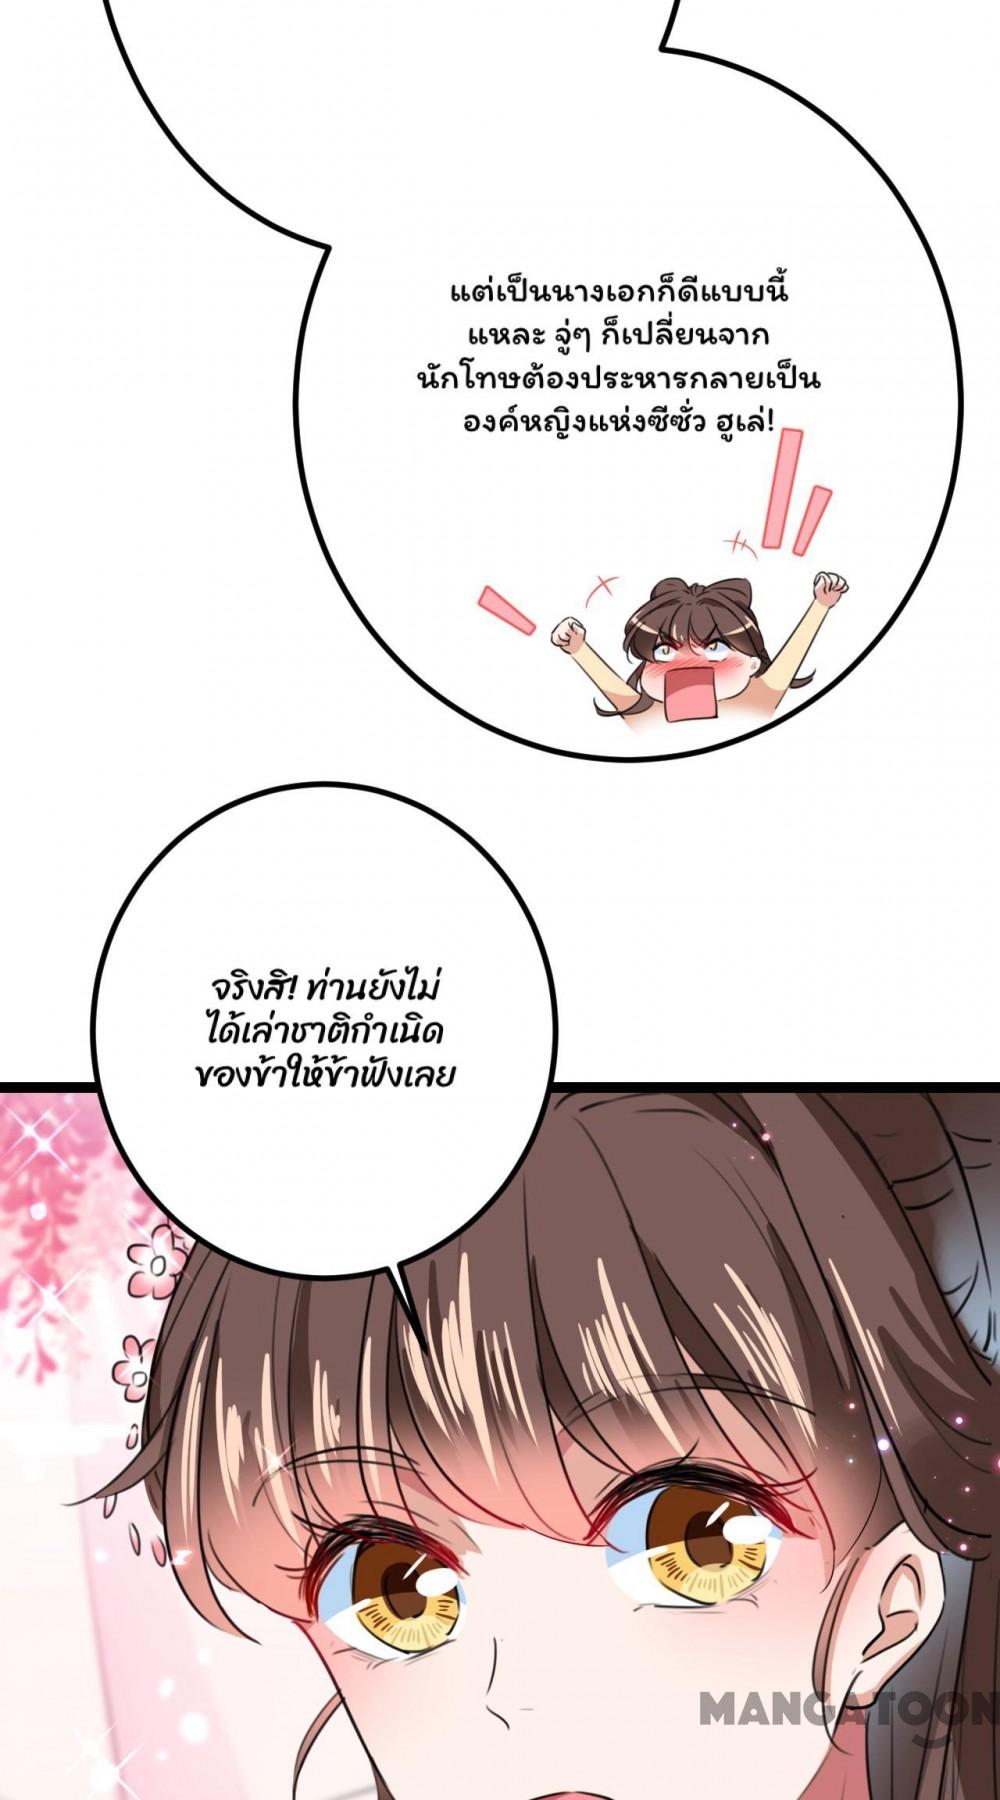 แต่เป็นนางเอกก็ดีแบบนี้
แหละ จู่ๆ ก็เปลี่ยนจาก
นักโทษต้องประหารกลายเป็น
องค์หญิงแห่งซีซั่ว ฮูเล่!
จริงสิ! ท่านยังไม่
ได้เล่าชาติกำเนิด
ของข้าให้ข้าฟังเลย
MANGATOON